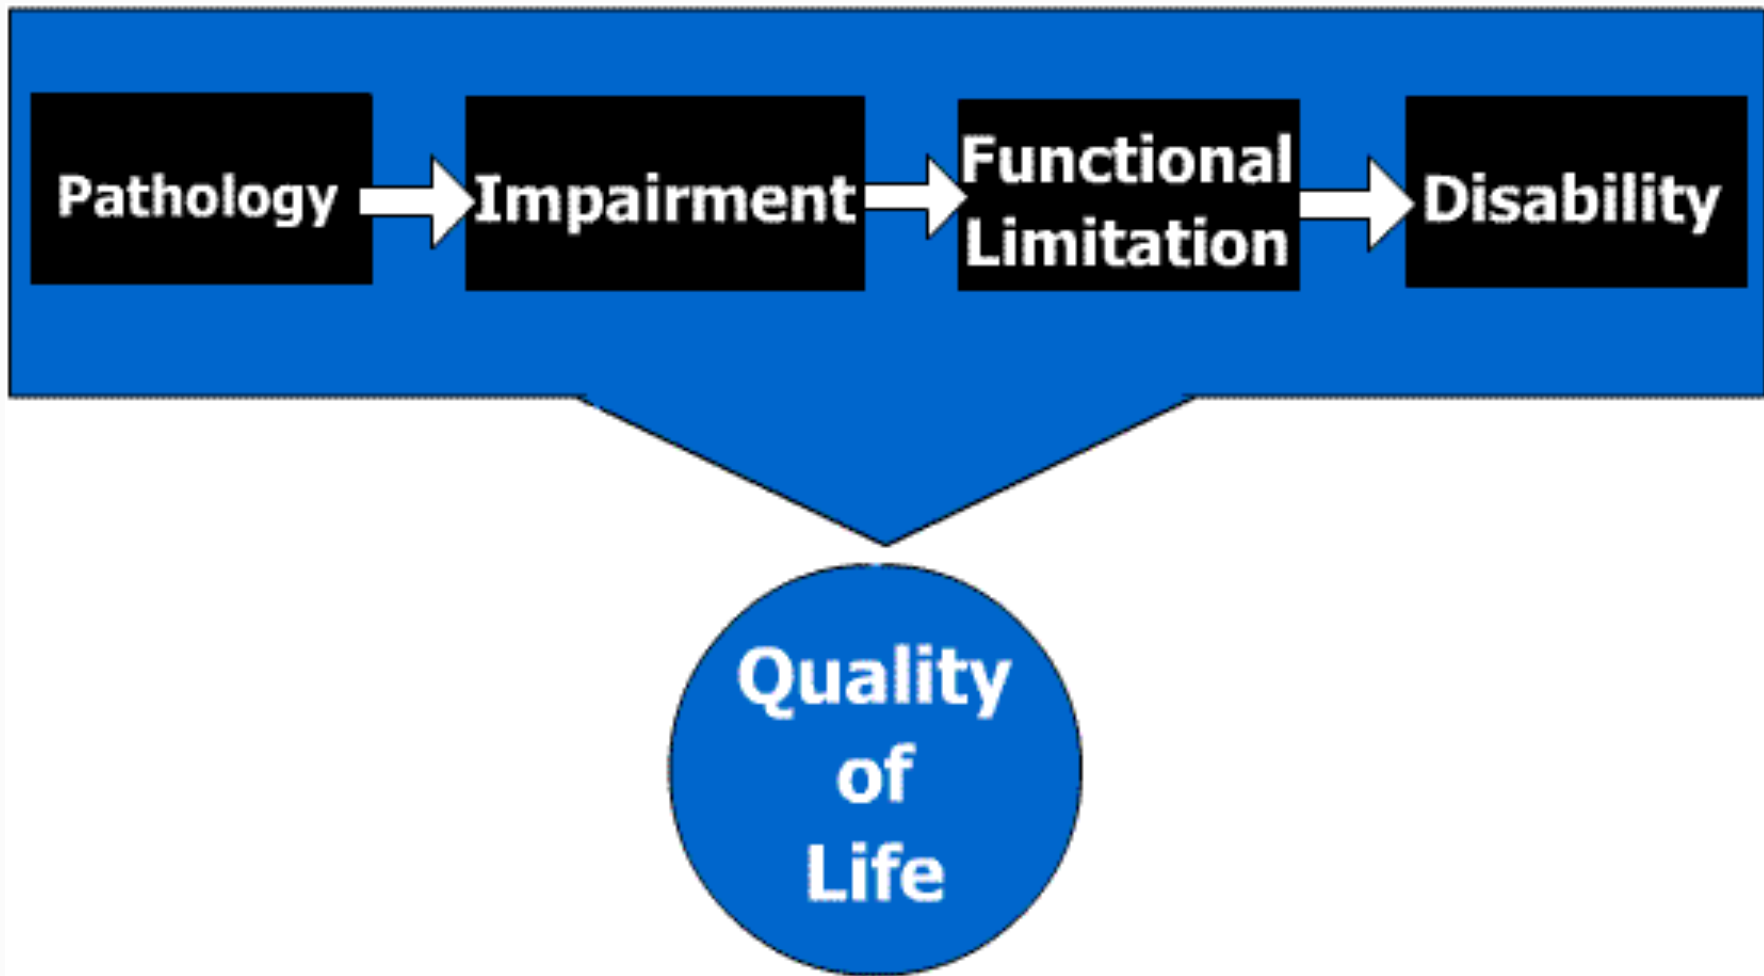 Pathology
Impairment
Functional
Limitation
Disability
Quality
of
Life